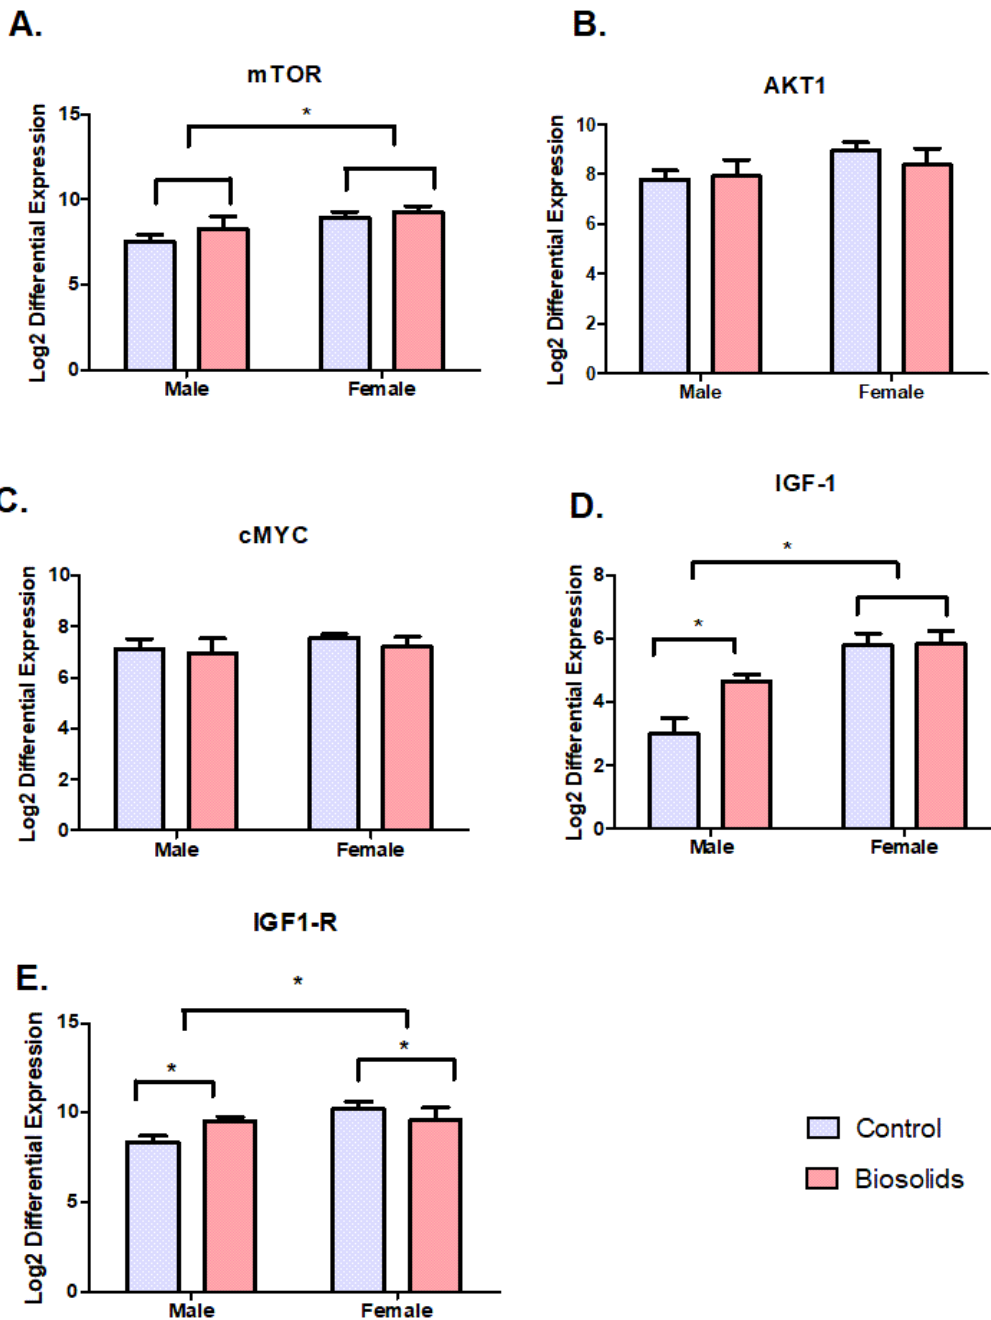 A.
mTOR
Log2 Differential Expression
15
10
5
0
*
Male
Female
B.
AKT1
Log2 Differential Expression
10
8
6
4
2
0
Male
Female
C.
cMYC
Log2 Differential Expression
10
8
6
4
2
0
Male
Female
D.
IGF-1
Log2 Differential Expression
8
6
4
2
0
*
*
Male
Female
E.
IGF1-R
Log2 Differential Expression
15
10
5
0
*
*
*
Male
Female
Control
Biosolids